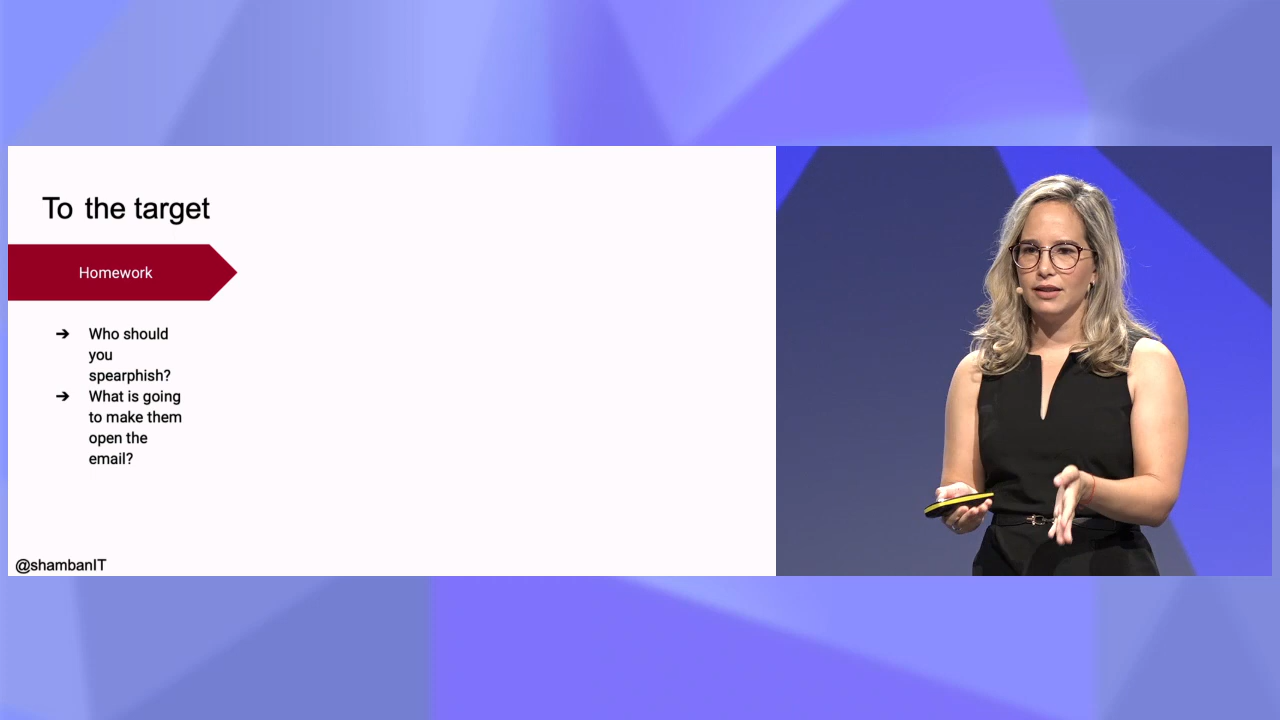 To the target
Homework
➔ Who should
you
spearphish?
➔ What is going
to make them
open the
email?
@shambanIT